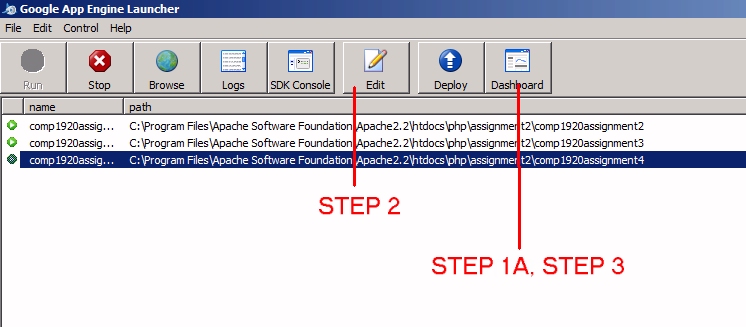 Google App Engine Launcher
File Edit Control Help
Run Stop Browse Logs SDK Console Edit Deploy Dashboard
name path
comp1920assig... C:\Program Files\Apache Software Foundation\Apache2.2\htdocs\php\assignment2\comp1920assignment2
comp1920assig... C:\Program Files\Apache Software Foundation\Apache2.2\htdocs\php\assignment2\comp1920assignment3
comp1920assig... C:\Program Files\Apache Software Foundation\Apache2.2\htdocs\php\assignment2\comp1920assignment4
STEP 2
STEP 1A, STEP 3